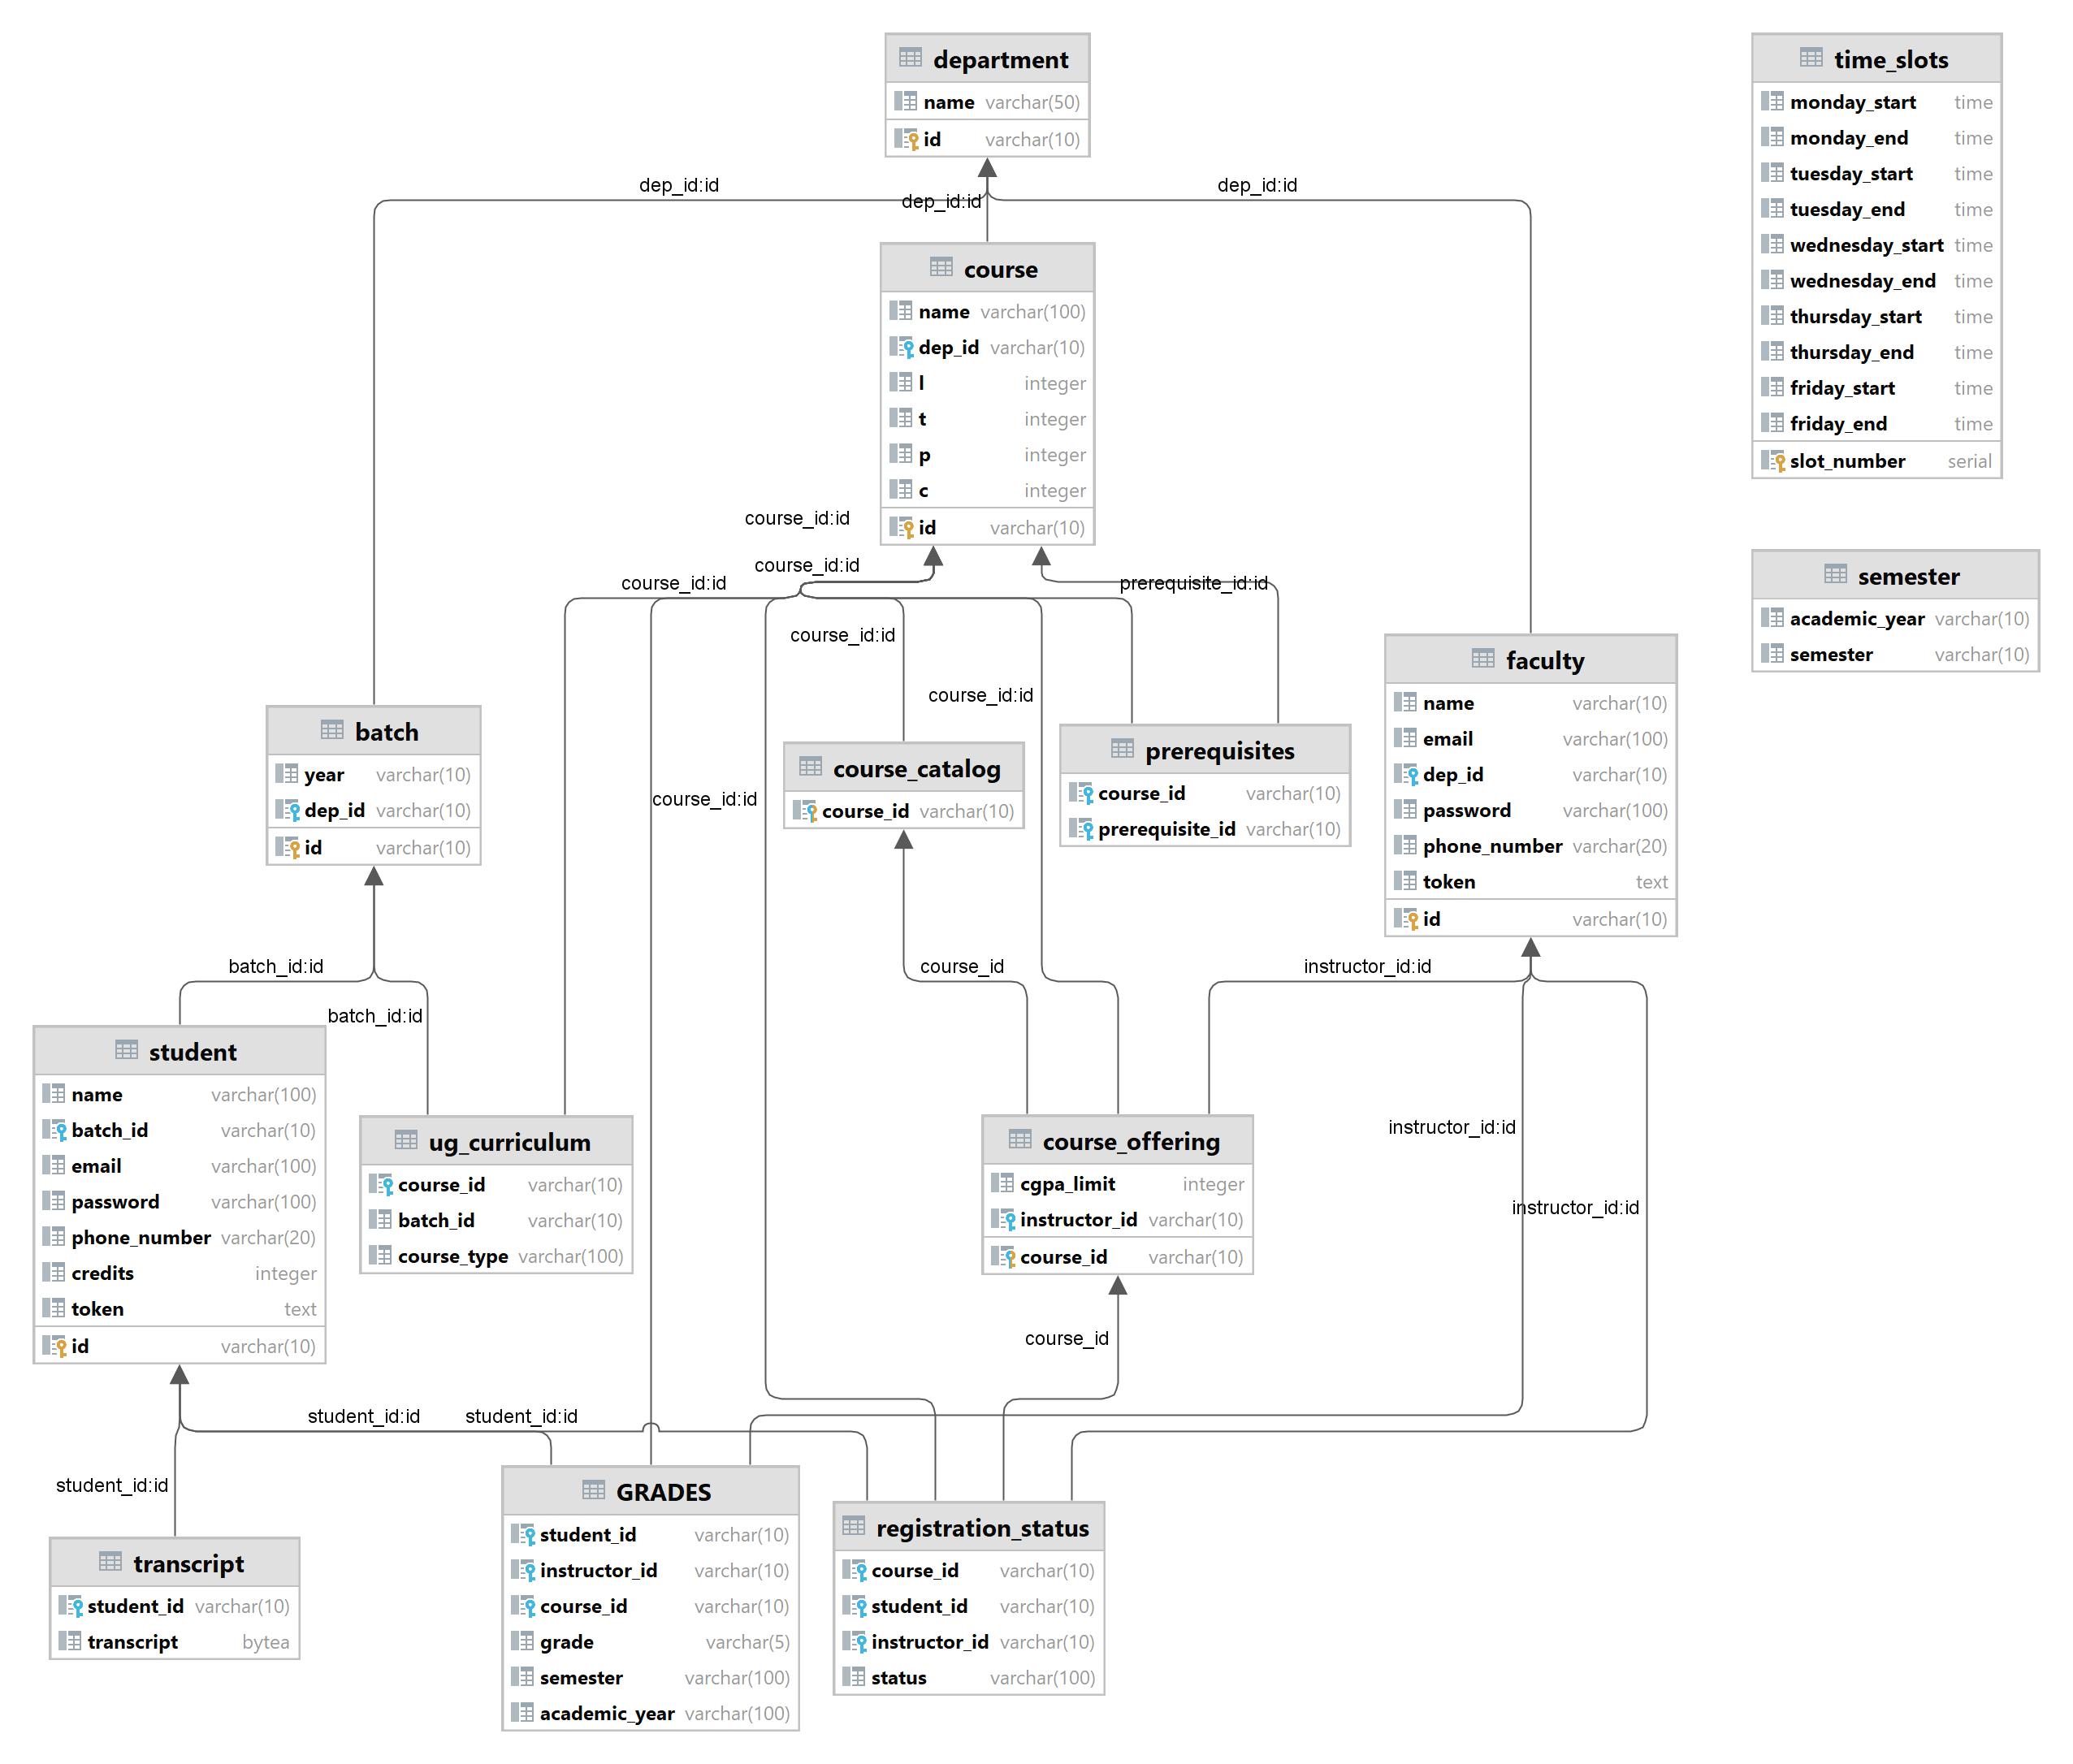 department
name varchar(50)
id varchar(10)
time_slots
monday_start time
monday_end time
tuesday_start time
tuesday_end time
wednesday_start time
wednesday_end time
thursday_start time
thursday_end time
friday_start time
friday_end time
slot_number serial
dep_id:id
dep_id:id
dep_id:id
course
name varchar(100)
dep_id varchar(10)
l integer
t integer
p integer
c integer
id varchar(10)
course_id:id
course_id:id
course_id:id
prerequisite_id:id
course_id:id
course_id:id
course_id:id
semester
academic_year varchar(10)
semester varchar(10)
faculty
name varchar(10)
email varchar(100)
dep_id varchar(10)
password varchar(100)
phone_number varchar(20)
token text
id varchar(10)
batch
year varchar(10)
dep_id varchar(10)
id varchar(10)
course_catalog
course_id varchar(10)
prerequisites
course_id varchar(10)
prerequisite_id varchar(10)
batch_id:id
batch_id:id
course_id
instructor_id:id
instructor_id:id
instructor_id:id
student
name varchar(100)
batch_id varchar(10)
email varchar(100)
password varchar(100)
phone_number varchar(20)
credits integer
token text
id varchar(10)
ug_curriculum
course_id varchar(10)
batch_id varchar(10)
course_type varchar(100)
course_offering
cgpa_limit integer
instructor_id varchar(10)
course_id varchar(10)
course_id
student_id:id
student_id:id
student_id:id
transcript
student_id varchar(10)
transcript bytea
GRADES
student_id varchar(10)
instructor_id varchar(10)
course_id varchar(10)
grade varchar(5)
semester varchar(100)
academic_year varchar(100)
registration_status
course_id varchar(10)
student_id varchar(10)
instructor_id varchar(10)
status varchar(100)